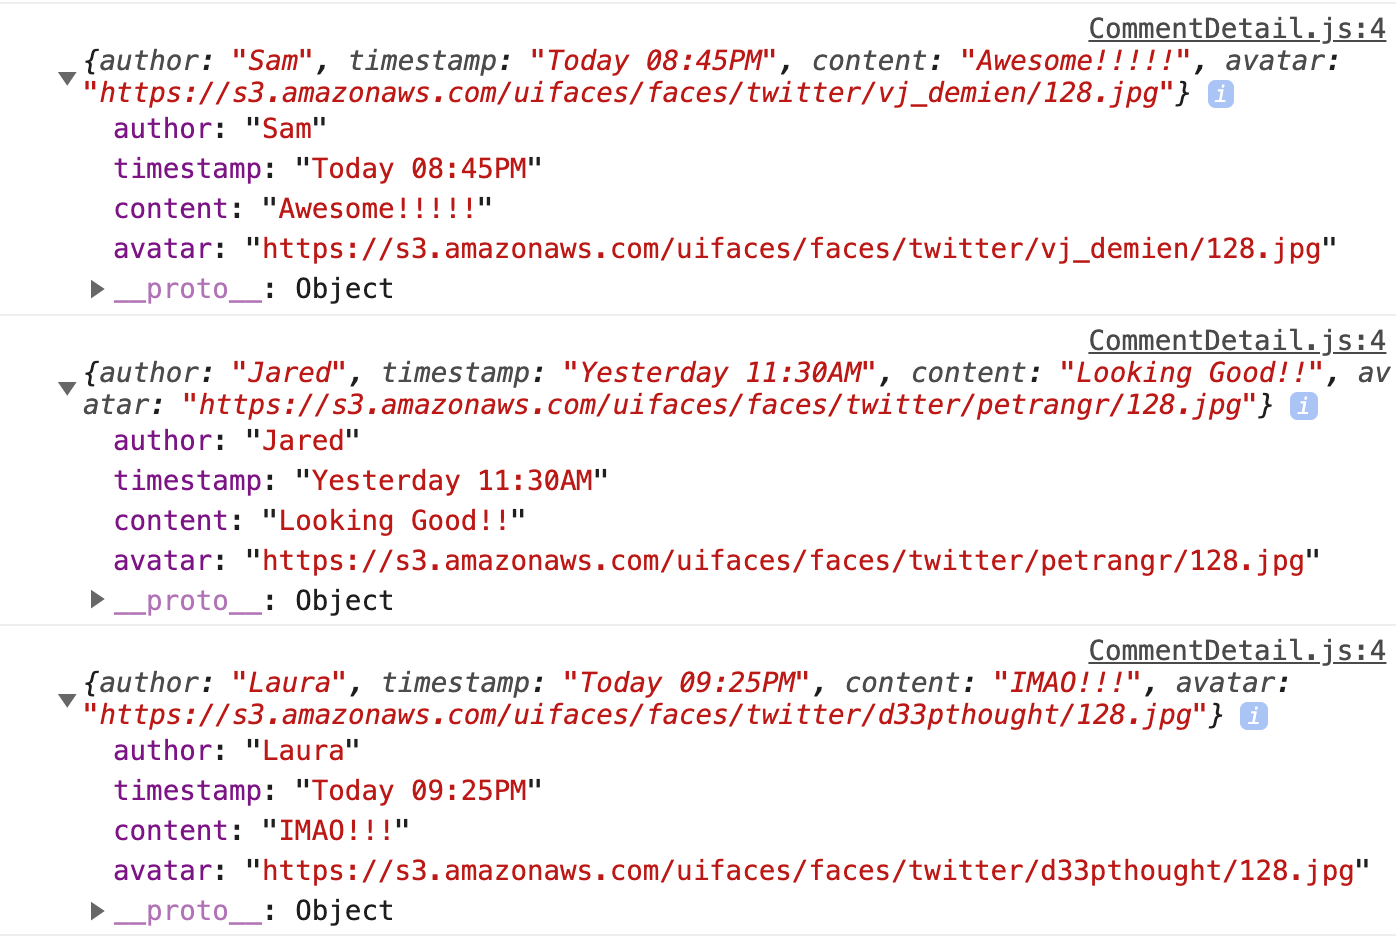 CommentDetail.js:4
{author: "Sam", timestamp: "Today 08:45PM", content: "Awesome!!!!!", avatar:
"https://s3.amazonaws.com/uifaces/faces/twitter/vj_demien/128.jpg"} i
author: "Sam"
timestamp: "Today 08:45PM"
content: "Awesome!!!!!"
avatar: "https://s3.amazonaws.com/uifaces/faces/twitter/vj_demien/128.jpg"
__proto__: Object
CommentDetail.js:4
{author: "Jared", timestamp: "Yesterday 11:30AM", content: "Looking Good!!", av
atar: "https://s3.amazonaws.com/uifaces/faces/twitter/petrangr/128.jpg"} i
author: "Jared"
timestamp: "Yesterday 11:30AM"
content: "Looking Good!!"
avatar: "https://s3.amazonaws.com/uifaces/faces/twitter/petrangr/128.jpg"
__proto__: Object
CommentDetail.js:4
{author: "Laura", timestamp: "Today 09:25PM", content: "IMAO!!!", avatar:
"https://s3.amazonaws.com/uifaces/faces/twitter/d33pthought/128.jpg"} i
author: "Laura"
timestamp: "Today 09:25PM"
content: "IMAO!!!"
avatar: "https://s3.amazonaws.com/uifaces/faces/twitter/d33pthought/128.jpg"
__proto__: Object